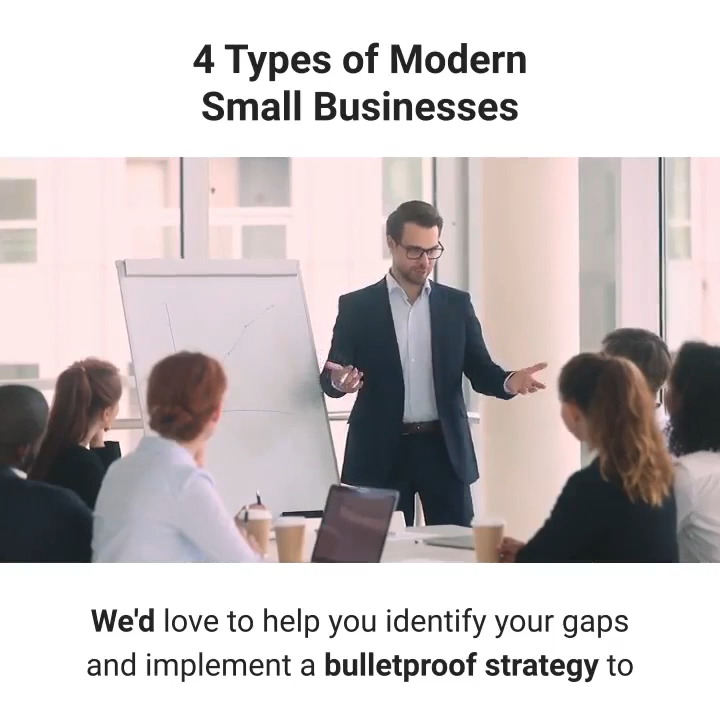 4 Types of Modern
Small Businesses
We'd love to help you identify your gaps
and implement a bulletproof strategy to